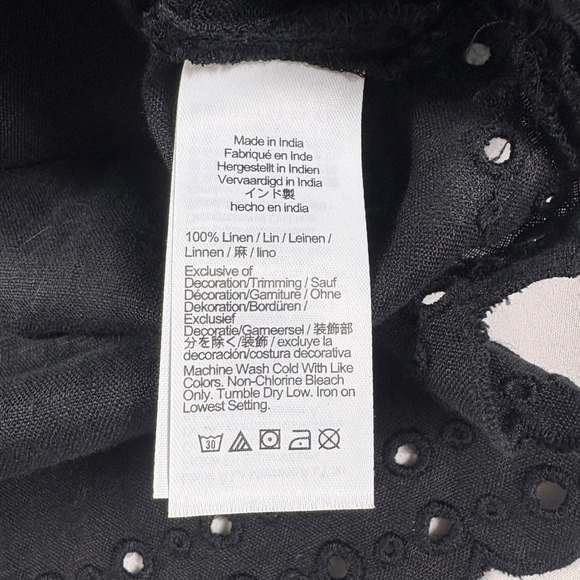 Made in India
Fabriqué en Inde
Hergestellt in Indien
Vervaardigd in India
インド製
hecho en india
100% Linen / Lin / Leinen /
Linnen / 麻 / lino
Exclusive of
Decoration/Trimming / Sauf
Décoration/Garniture / Ohne
Dekoration/Bordüren /
Exclusief
Decoratie/Garneersel / 装飾部
分を除く/装飾 / excluye la
decoración/costura decorativa
Machine Wash Cold With Like
Colors. Non-Chlorine Bleach
Only. Tumble Dry Low. Iron on
Lowest Setting.
30